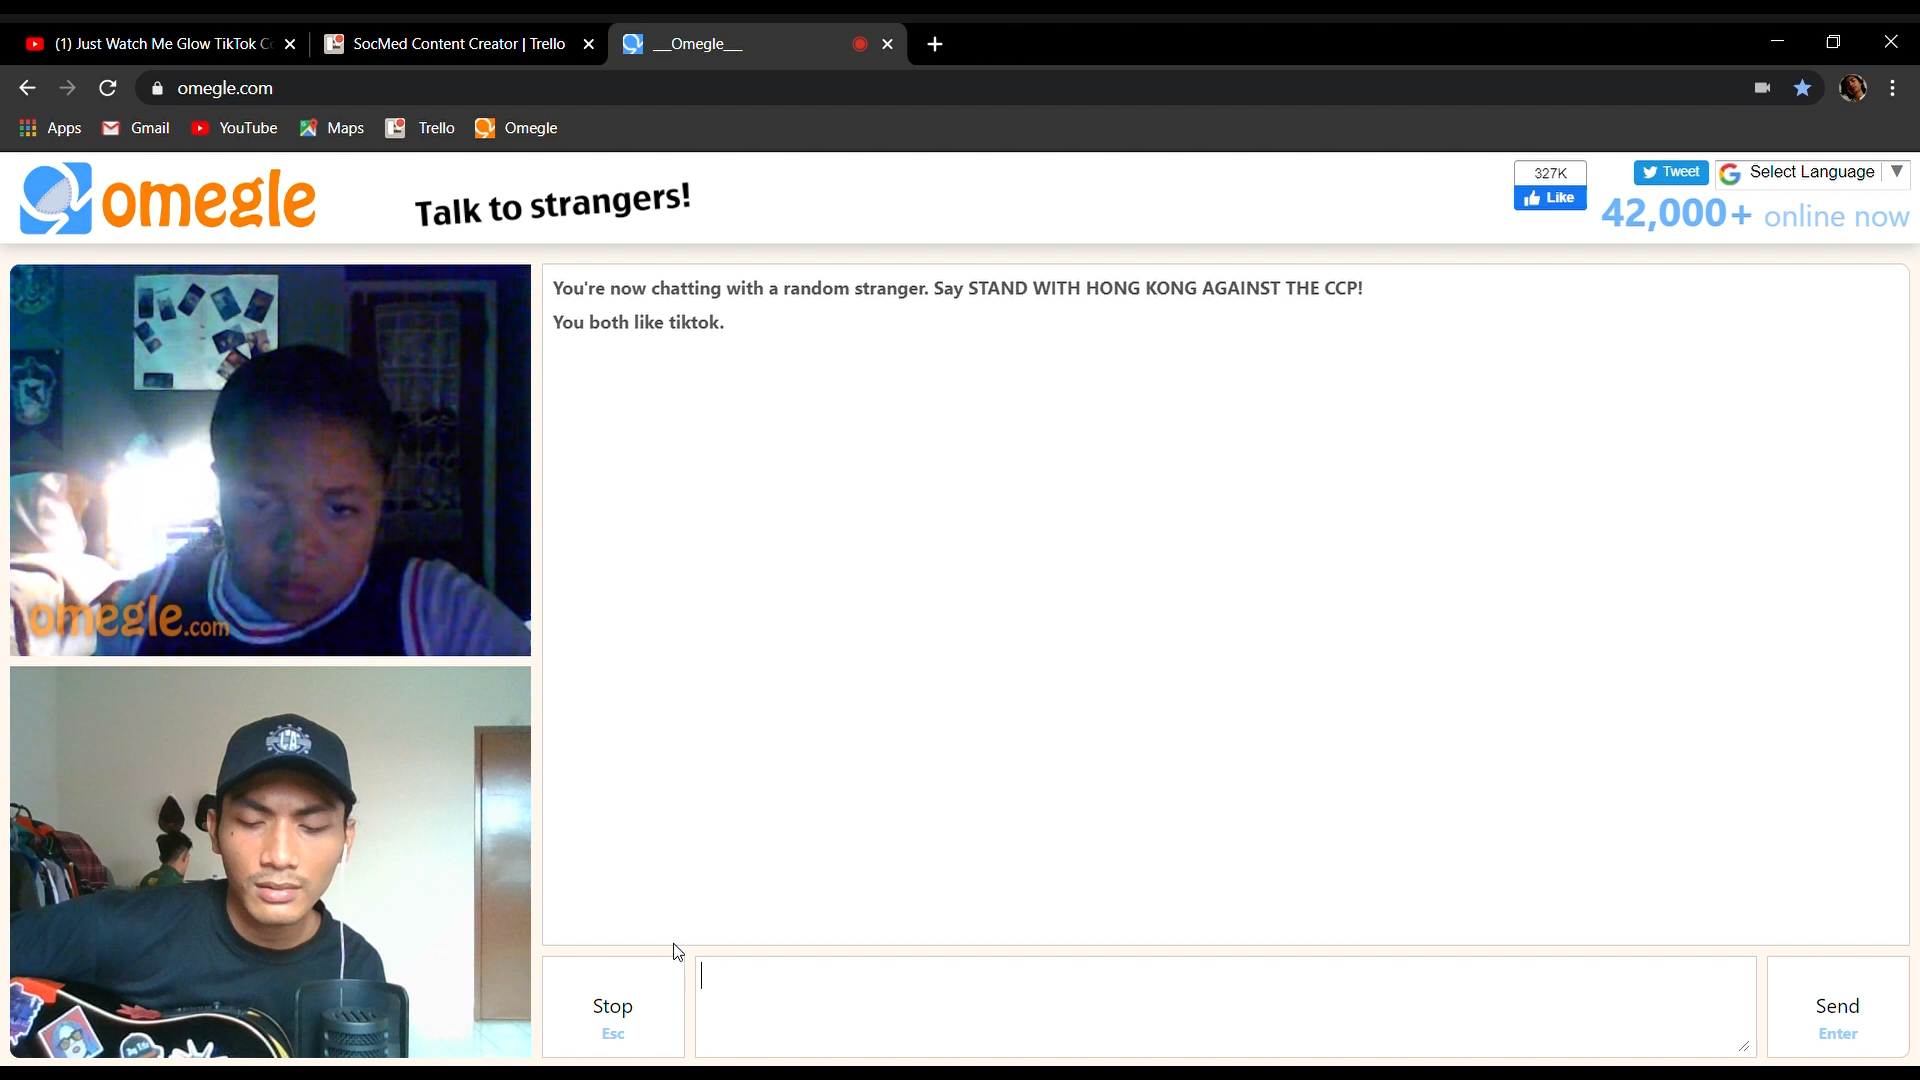 (1) Just Watch Me Glow TikTok C
SocMed Content Creator | Trello
__Omegle__
omegle.com
Apps
Gmail
YouTube
Maps
Trello
Omegle
omegle
Talk to strangers!
327K
Like
Tweet
Select Language
42,000+ online now
You're now chatting with a random stranger. Say STAND WITH HONG KONG AGAINST THE CCP!
You both like tiktok.
omegle.com
Stop
Esc
Send
Enter